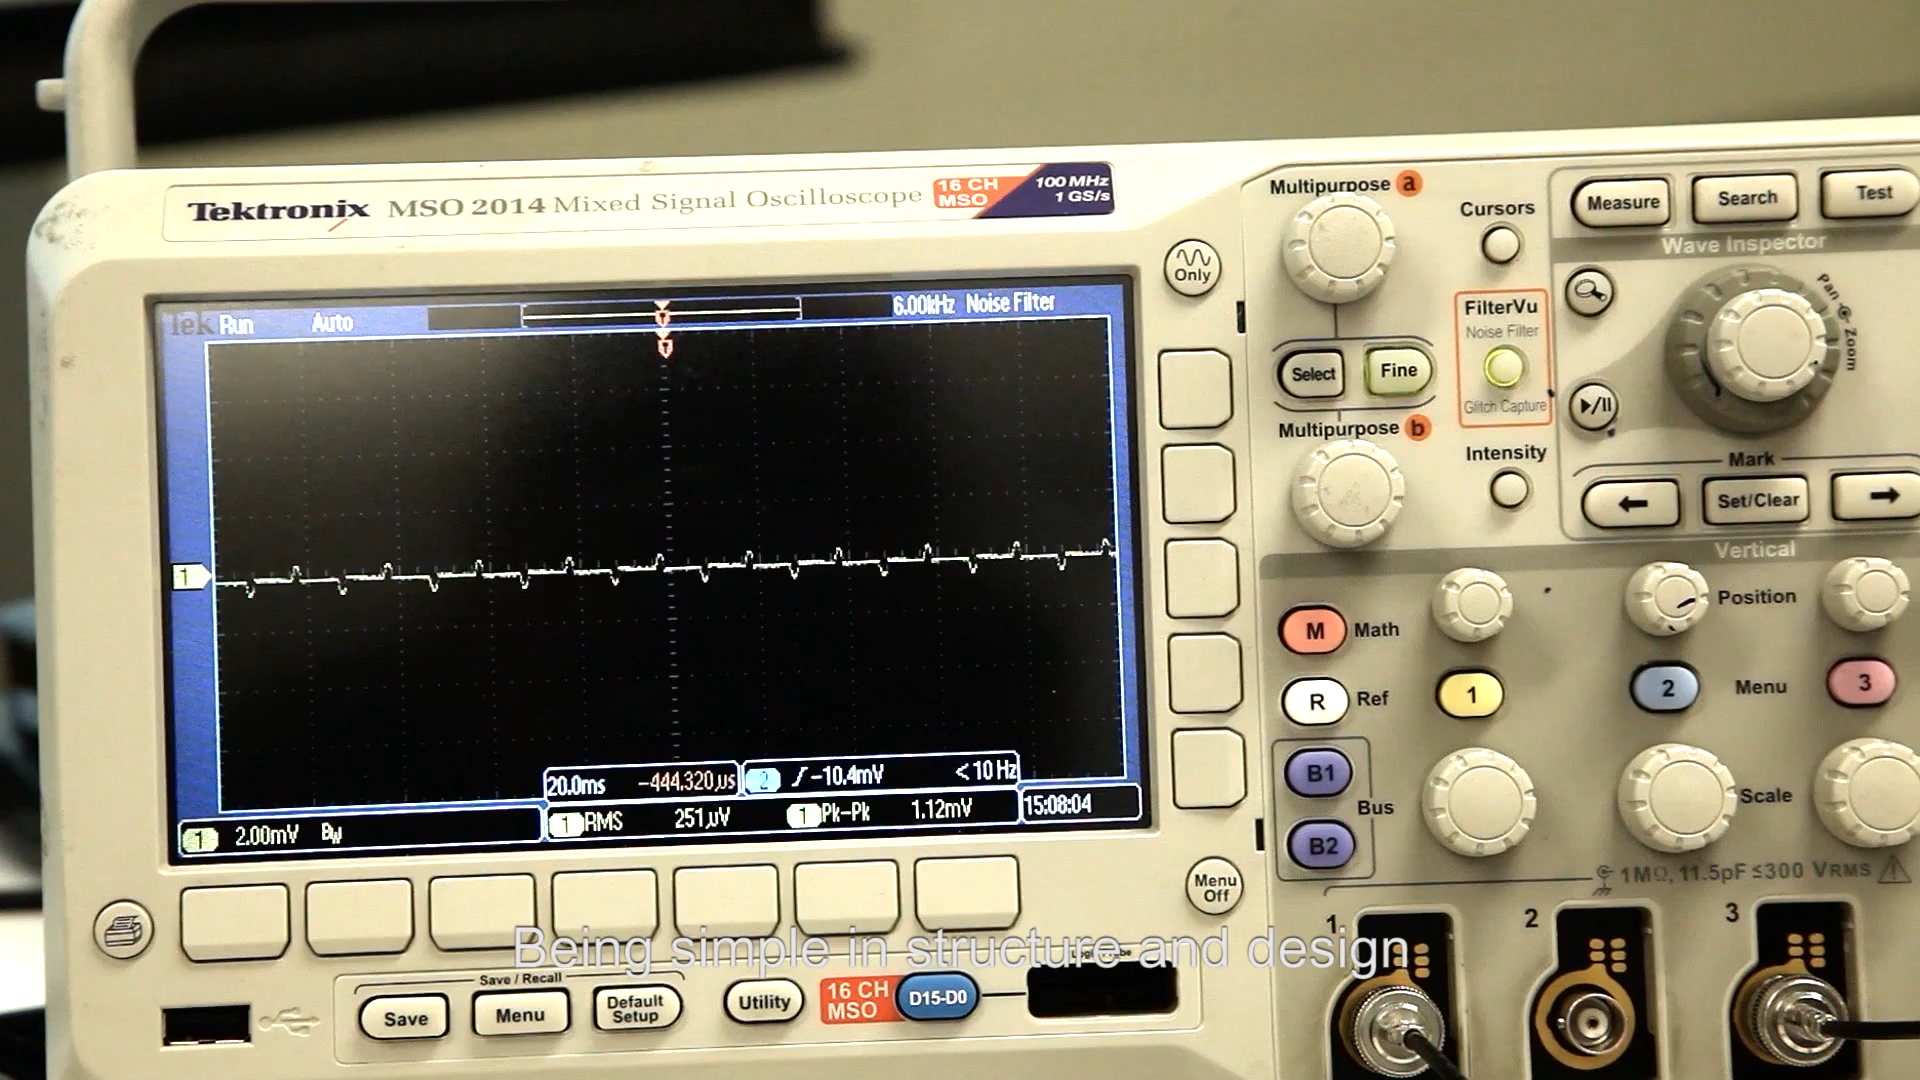 Tektronix MSO 2014 Mixed Signal Oscilloscope
16 CH
MSO
100 MHz
1 GS/s
Tek Run
Auto
6.00kHz Noise Filter
1
20.0ms -444.320µs
2 -10.4mV <10 Hz
1 2.00mV BW
1 RMS 251µV
1 Pk-Pk 1.12mV
15:08:04
Only
Multipurpose a
Cursors
Measure
Search
Test
Wave Inspector
Pan
Zoom
FilterVu
Noise Filter
Glitch Capture
Select
Fine
Multipurpose b
Intensity
Mark
Set/Clear
Vertical
Position
M Math
R Ref
1
2
Menu
3
B1
B2
Bus
Scale
1MΩ, 11.5pF ≤300 VRMS
Menu
Off
1
2
3
Being simple in structure and design
Save / Recall
Save
Menu
Default
Setup
Utility
16 CH
MSO
D15-D0